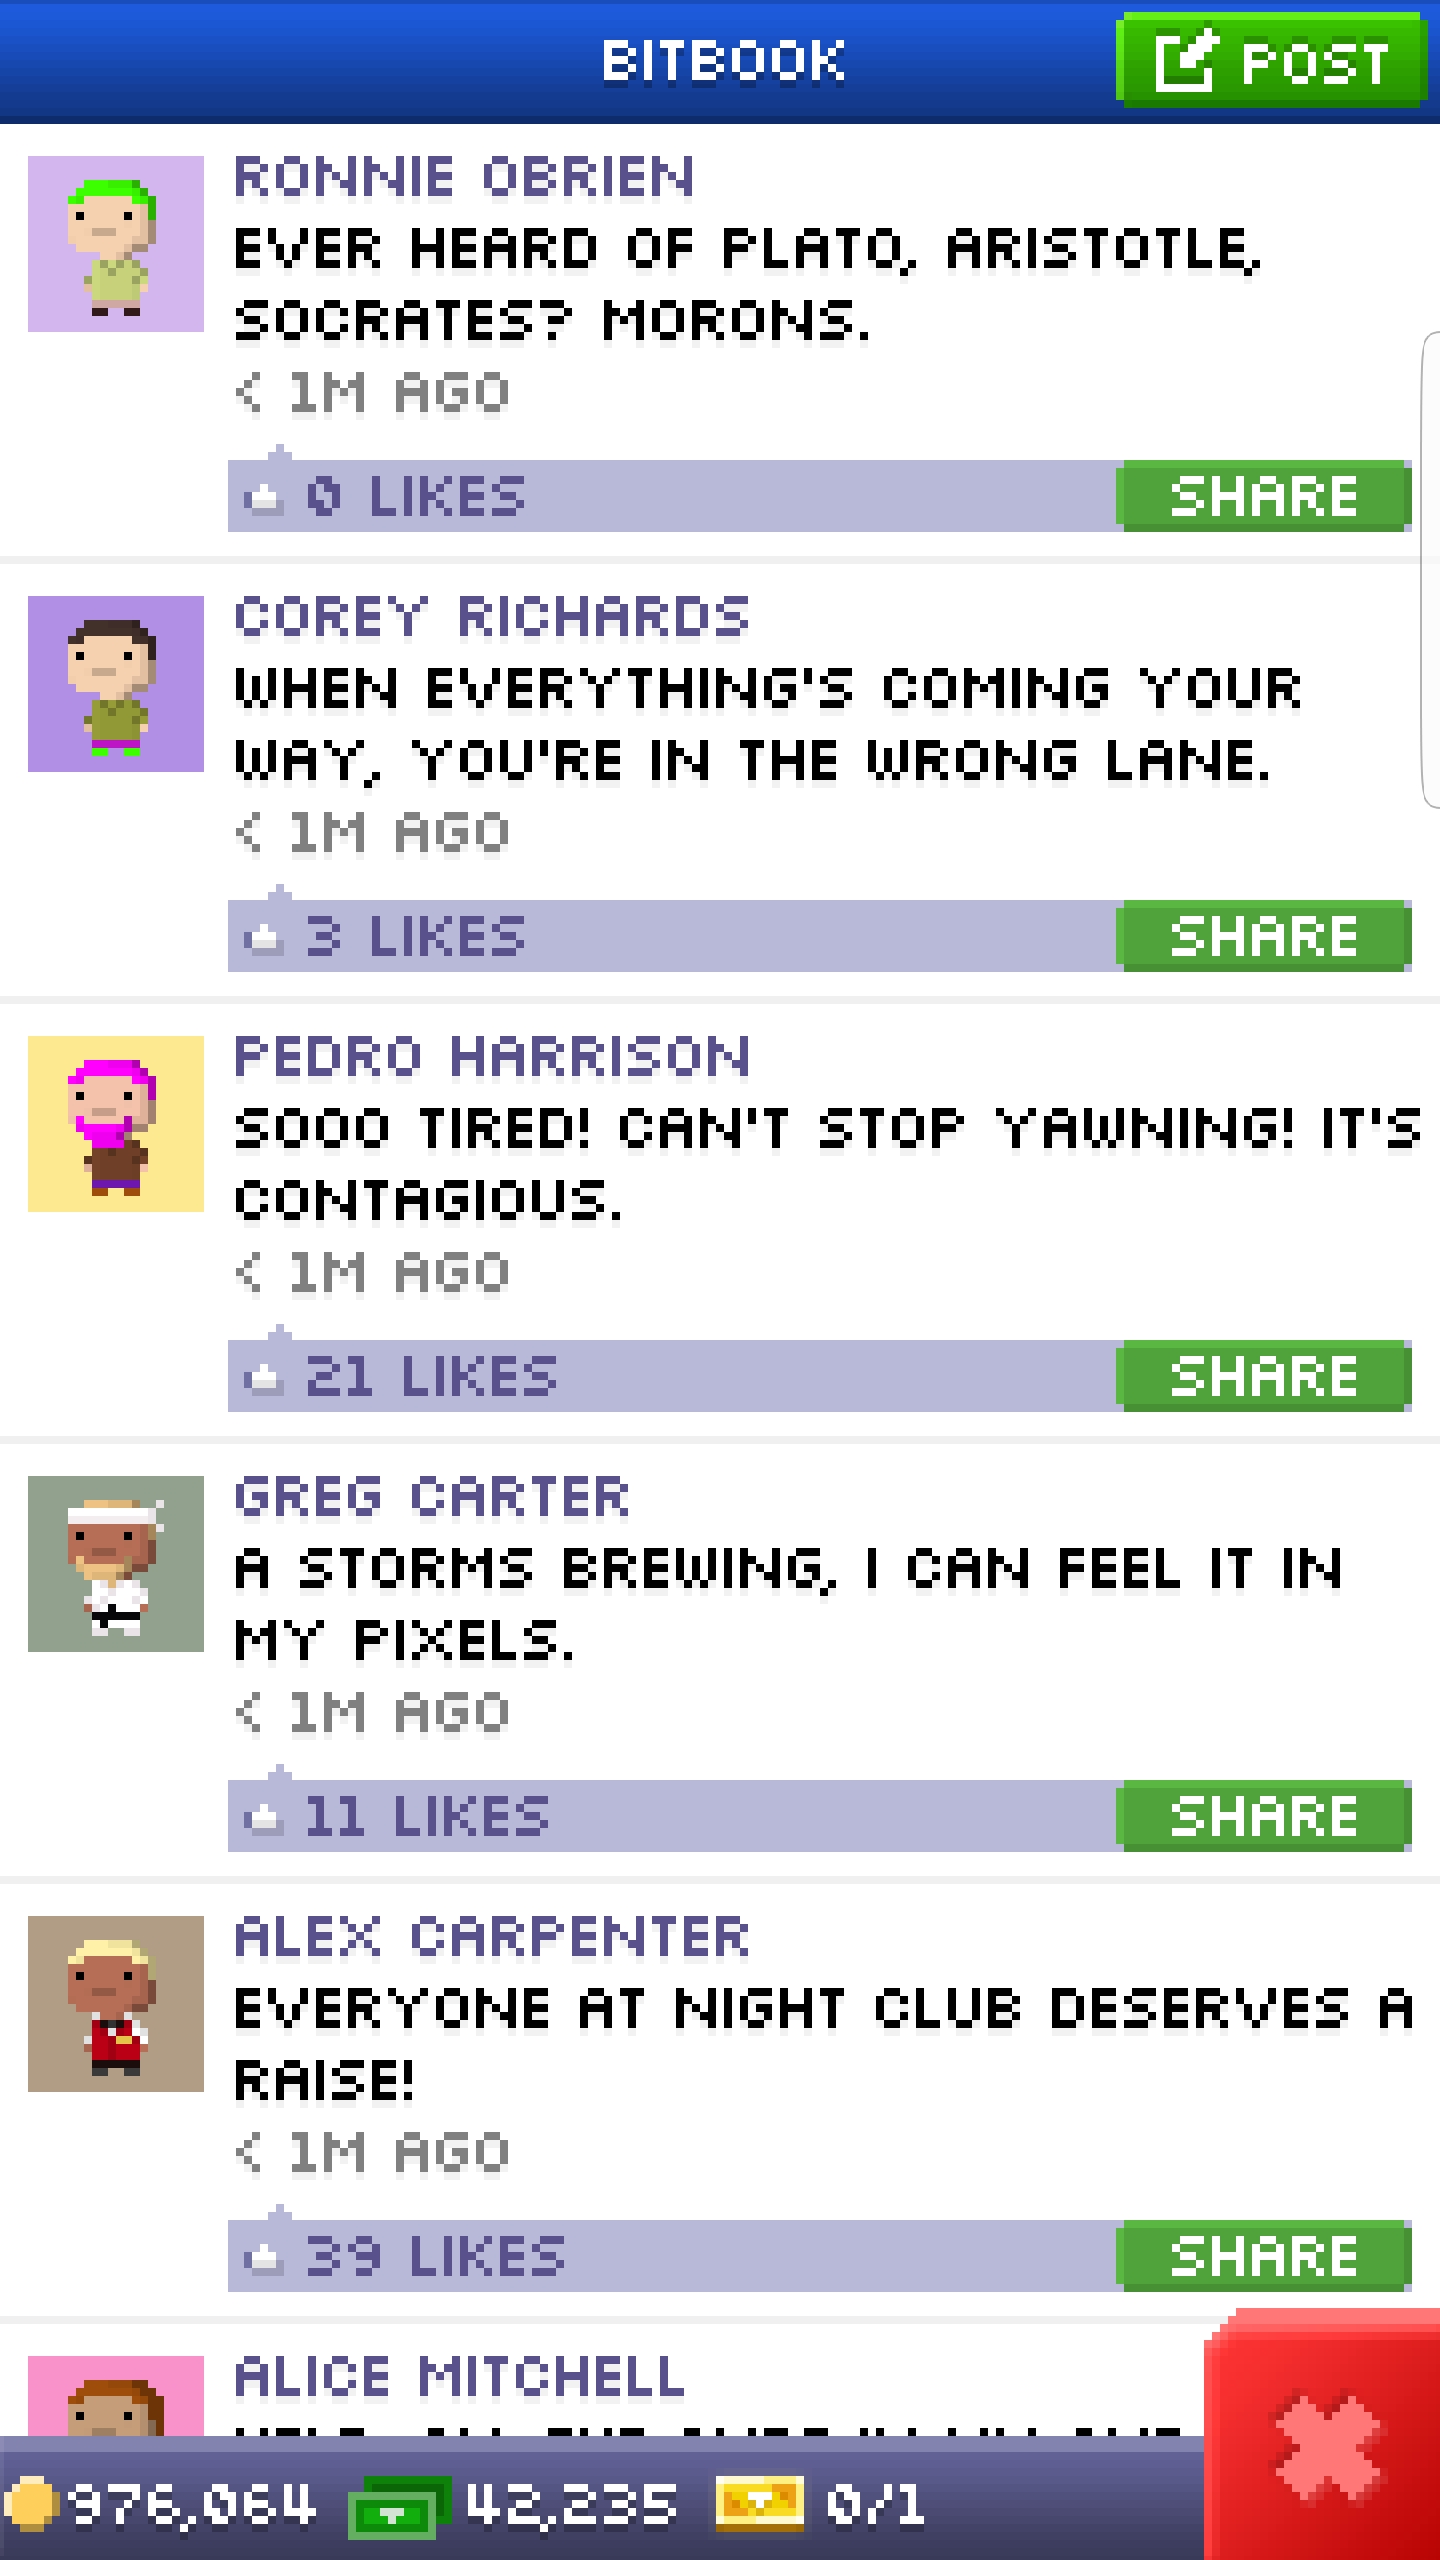 BITBOOK
POST
RONNIE OBRIEN
EVER HEARD OF PLATO, ARISTOTLE,
SOCRATES? MORONS.
< 1M AGO
0 LIKES
SHARE
COREY RICHARDS
WHEN EVERYTHING'S COMING YOUR
WAY, YOU'RE IN THE WRONG LANE.
< 1M AGO
3 LIKES
SHARE
PEDRO HARRISON
SOOO TIRED! CAN'T STOP YAWNING! IT'S
CONTAGIOUS.
< 1M AGO
21 LIKES
SHARE
GREG CARTER
A STORMS BREWING, I CAN FEEL IT IN
MY PIXELS.
< 1M AGO
11 LIKES
SHARE
ALEX CARPENTER
EVERYONE AT NIGHT CLUB DESERVES A
RAISE!
< 1M AGO
39 LIKES
SHARE
ALICE MITCHELL
976,064
42,235
0/1